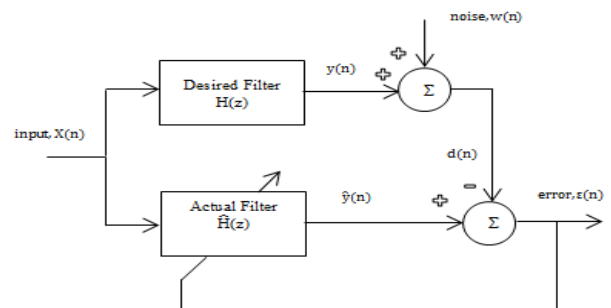 noise,w(n)
Desired Filter
H(z)
y(n)
Σ
input,X(n)
d(n)
Actual Filter
Ĥ(z)
ŷ(n)
Σ
error,ε(n)